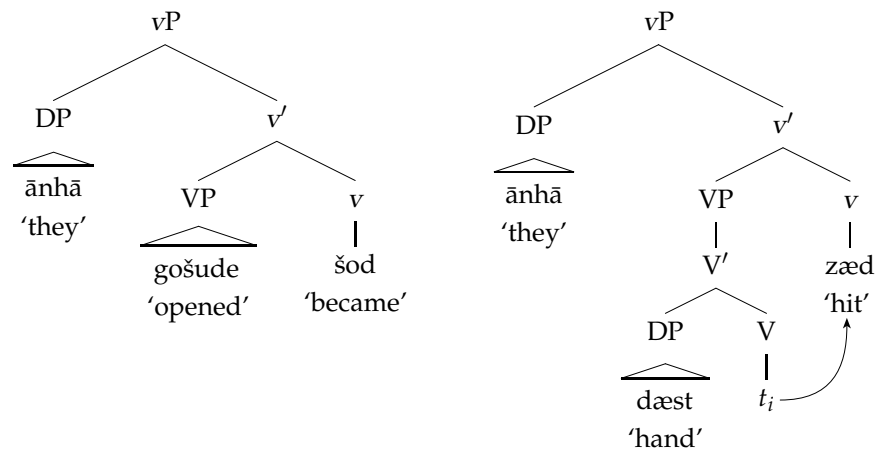 vP
DP
v′
ānhā
‘they’
VP
v
gošude
‘opened’
šod
‘became’
vP
DP
v′
ānhā
‘they’
VP
v
V′
zæd
‘hit’
DP
V
dæst
‘hand’
tᵢ